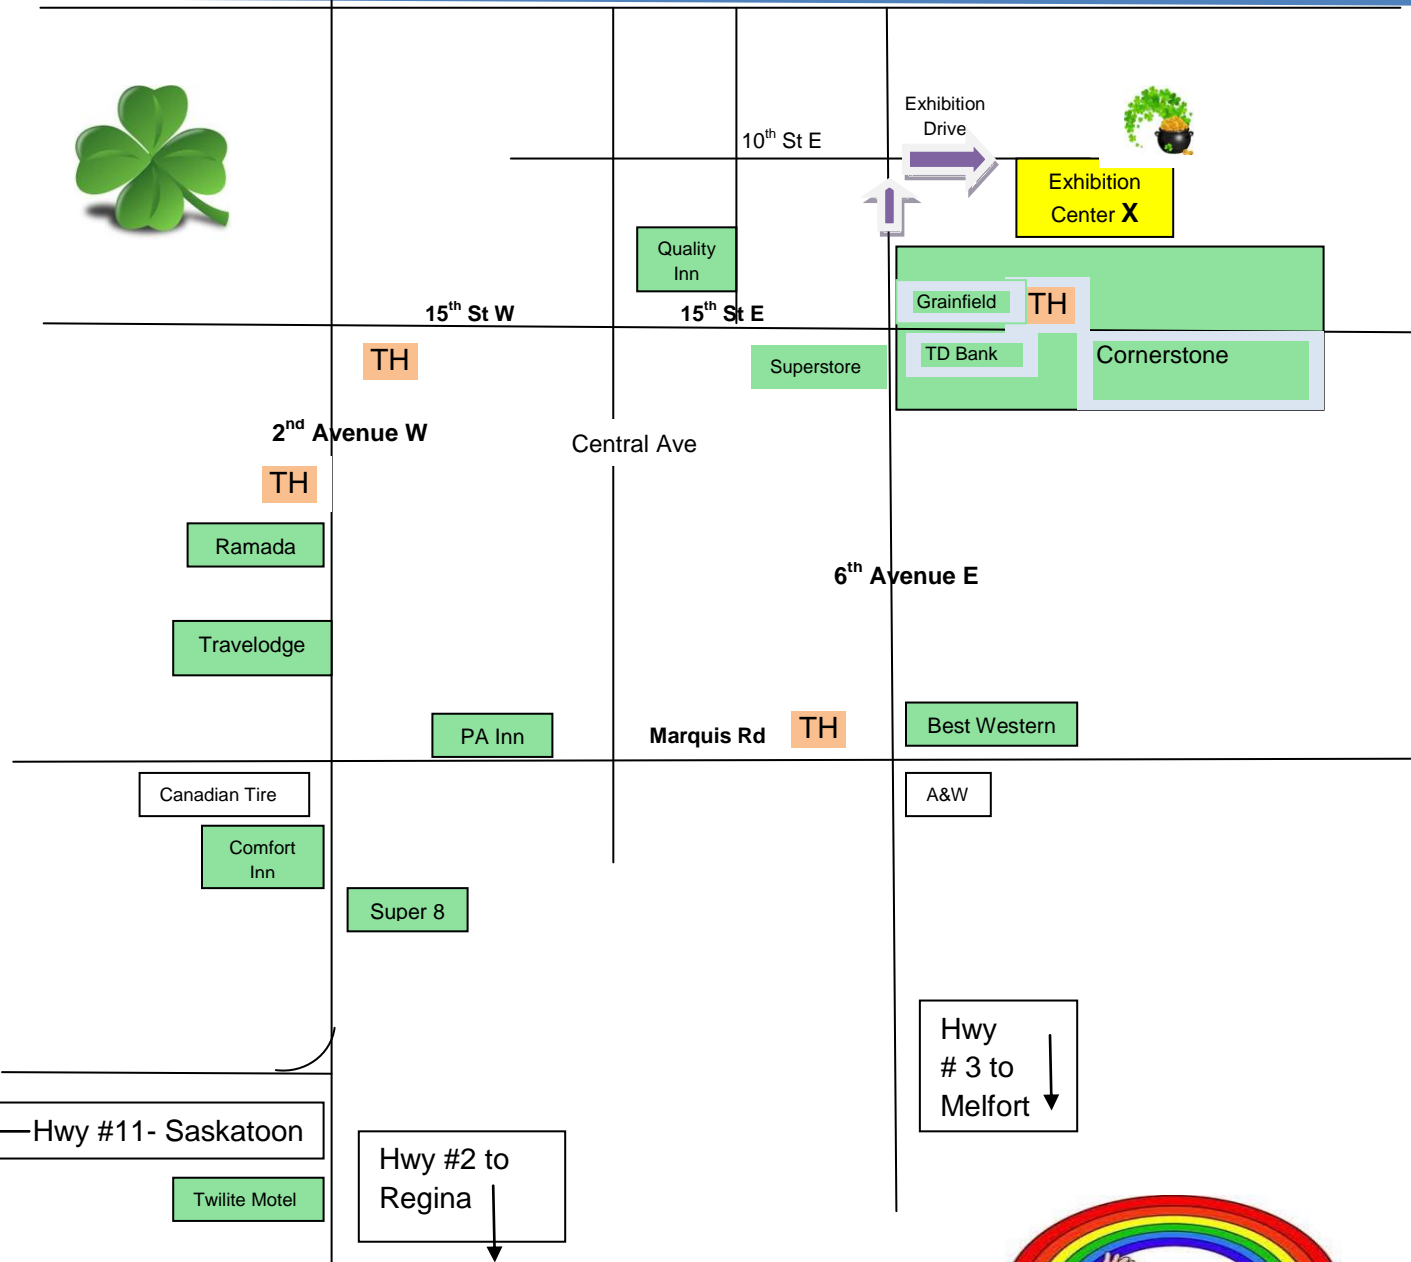 Exhibition
Drive
10th St E
Exhibition
Center X
Quality
Inn
15th St W
15th St E
Grainfield
TH
TH
Superstore
TD Bank
Cornerstone
2nd Avenue W
Central Ave
TH
Ramada
6th Avenue E
Travelodge
PA Inn
Marquis Rd
TH
Best Western
Canadian Tire
A&W
Comfort
Inn
Super 8
Hwy
# 3 to
Melfort
Hwy #11- Saskatoon
Hwy #2 to
Regina
Twilite Motel